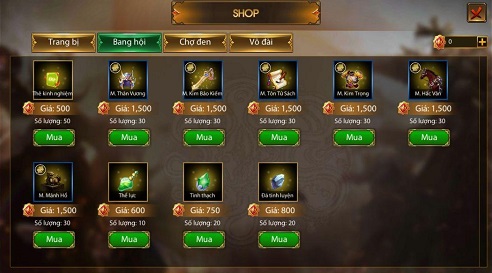 SHOP
Trang bị Bang hội Chợ đen Võ đài 0
Thẻ kinh nghiệm M. Thần Vương M. Kim Bảo Kiếm M. Tôn Tử Sách M. Kim Trọng M. Hắc Vân
Giá: 500 Giá: 1,500 Giá: 1,500 Giá: 1,500 Giá: 1,500 Giá: 1,500
Số lượng: 50 Số lượng: 30 Số lượng: 30 Số lượng: 30 Số lượng: 30 Số lượng: 30
Mua Mua Mua Mua Mua Mua
M. Mãnh Hổ Thể lực Tinh thạch Đá tinh luyện
Giá: 1,500 Giá: 600 Giá: 750 Giá: 800
Số lượng: 30 Số lượng: 10 Số lượng: 20 Số lượng: 20
Mua Mua Mua Mua